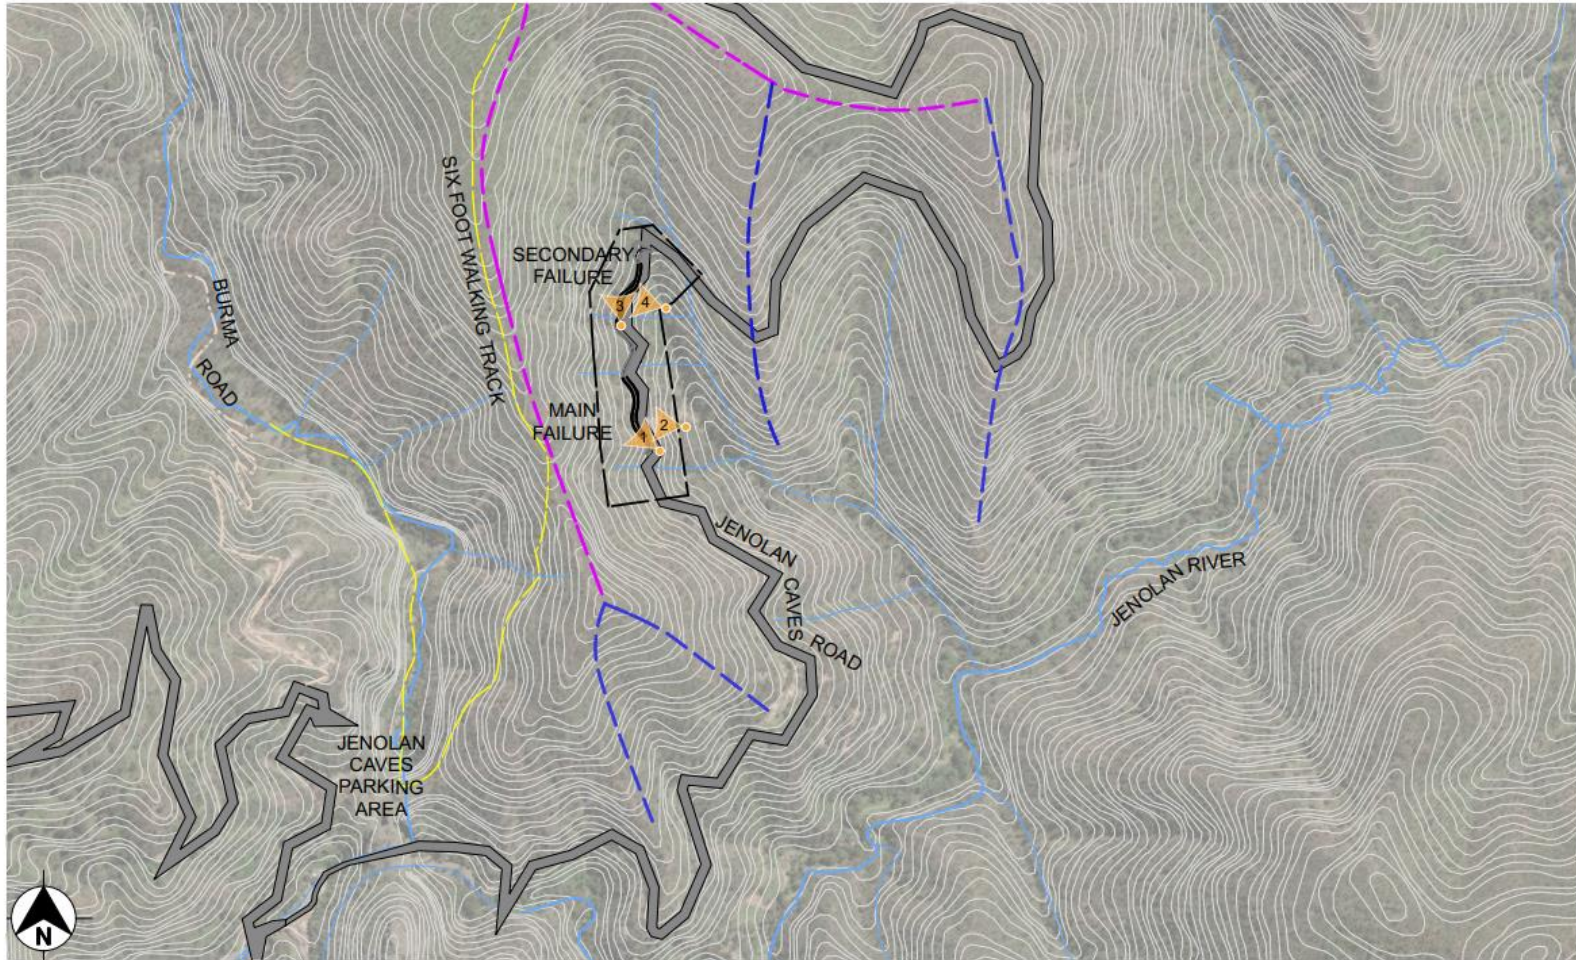 SIX FOOT WALKING TRACK
SECONDARY
FAILURE
3
4
BURMA
ROAD
MAIN
FAILURE
2
1
JENOLAN
CAVES
ROAD
JENOLAN RIVER
JENOLAN
CAVES
PARKING
AREA
N